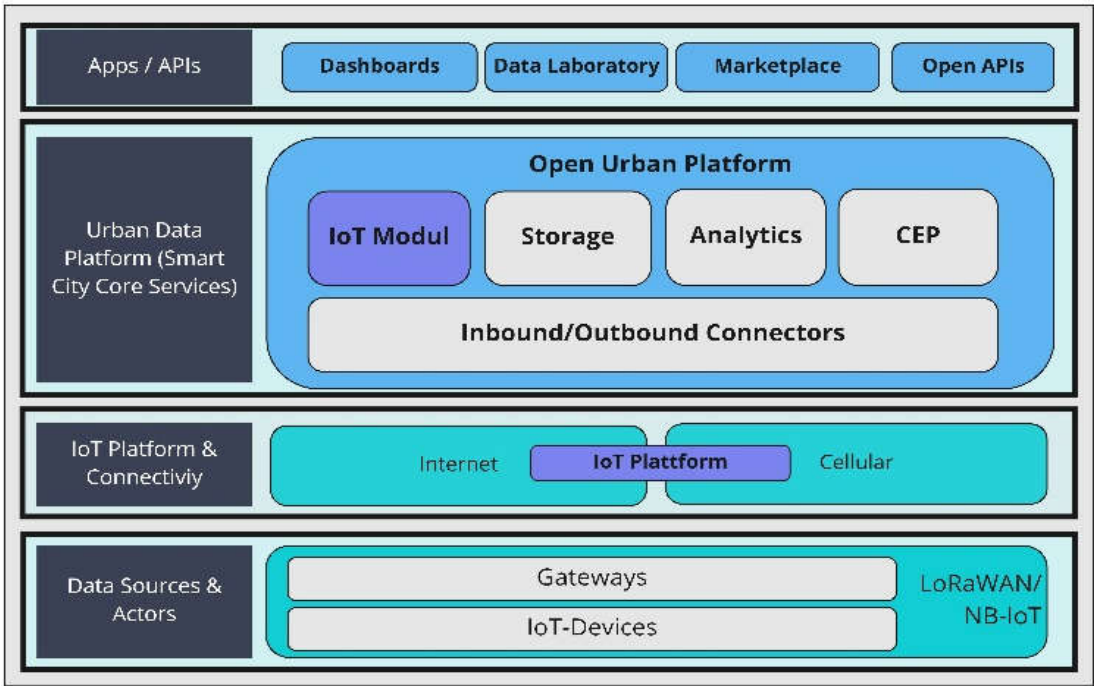 Apps / APIs
Dashboards
Data Laboratory
Marketplace
Open APIs
Urban Data
Platform (Smart
City Core Services)
Open Urban Platform
IoT Modul
Storage
Analytics
CEP
Inbound/Outbound Connectors
IoT Platform &
Connectiviy
Internet
IoT Plattform
Cellular
Data Sources &
Actors
Gateways
IoT-Devices
LoRaWAN/
NB-IoT